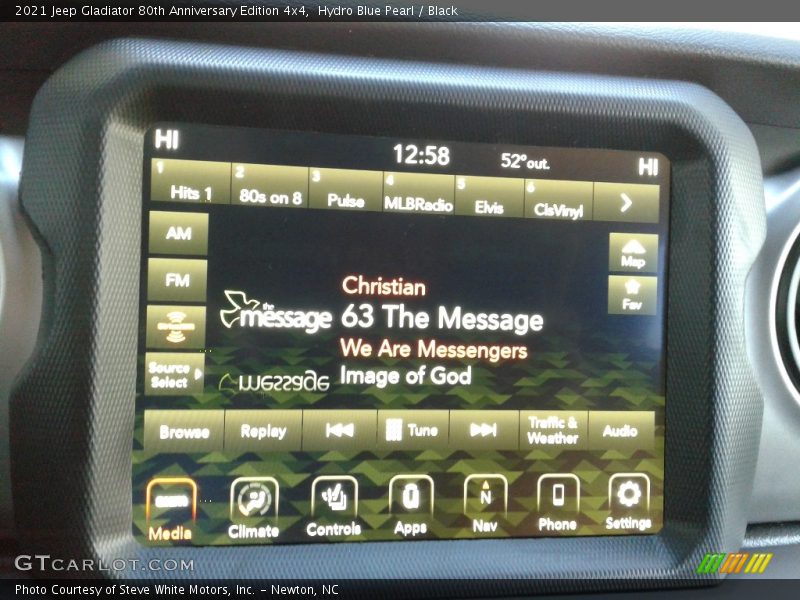 2021 Jeep Gladiator 80th Anniversary Edition 4x4,  Hydro Blue Pearl / Black
HI
12:58
52°out.
HI
1 Hits 1
2 80s on 8
3 Pulse
4 MLBRadio
5 Elvis
6 ClsVinyl
AM
FM
Source Select
Map
Fav
the message
Christian
63 The Message
We Are Messengers
Image of God
Browse
Replay
Tune
Traffic & Weather
Audio
Media
Climate
Controls
Apps
N
Nav
Phone
Settings
GTCARLOT.COM
Photo Courtesy of Steve White Motors, Inc. – Newton, NC